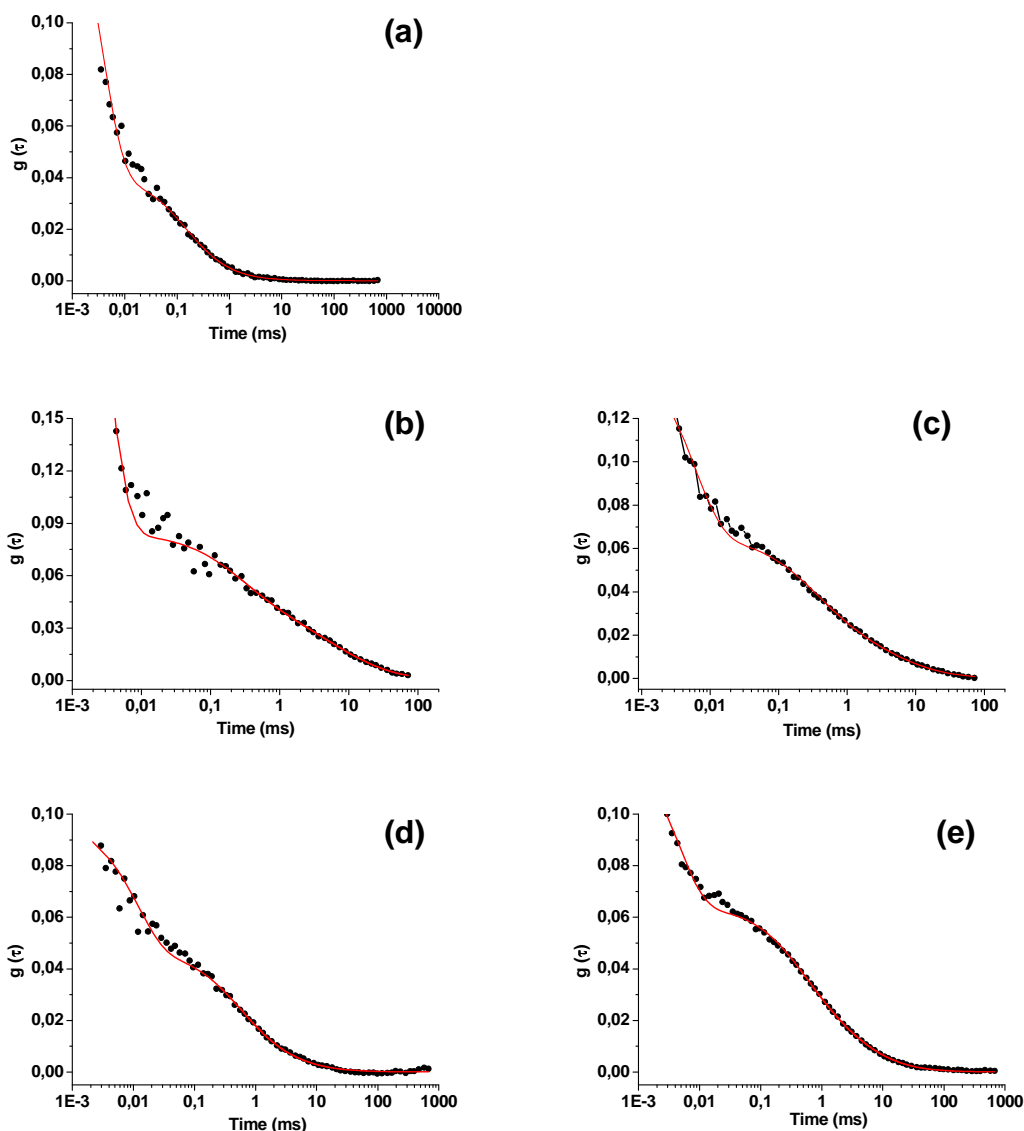 (a)
0,10
0,08
0,06
0,04
0,02
0,00
g (τ)
1E-3 0,01 0,1 1 10 100 1000 10000
Time (ms)
(b)
0,15
0,12
0,09
0,06
0,03
0,00
g (τ)
1E-3 0,01 0,1 1 10 100
Time (ms)
(c)
0,12
0,10
0,08
0,06
0,04
0,02
0,00
g (τ)
1E-3 0,01 0,1 1 10 100
Time (ms)
(d)
0,10
0,08
0,06
0,04
0,02
0,00
g (τ)
1E-3 0,01 0,1 1 10 100 1000
Time (ms)
(e)
0,10
0,08
0,06
0,04
0,02
0,00
g (τ)
1E-3 0,01 0,1 1 10 100 1000
Time (ms)